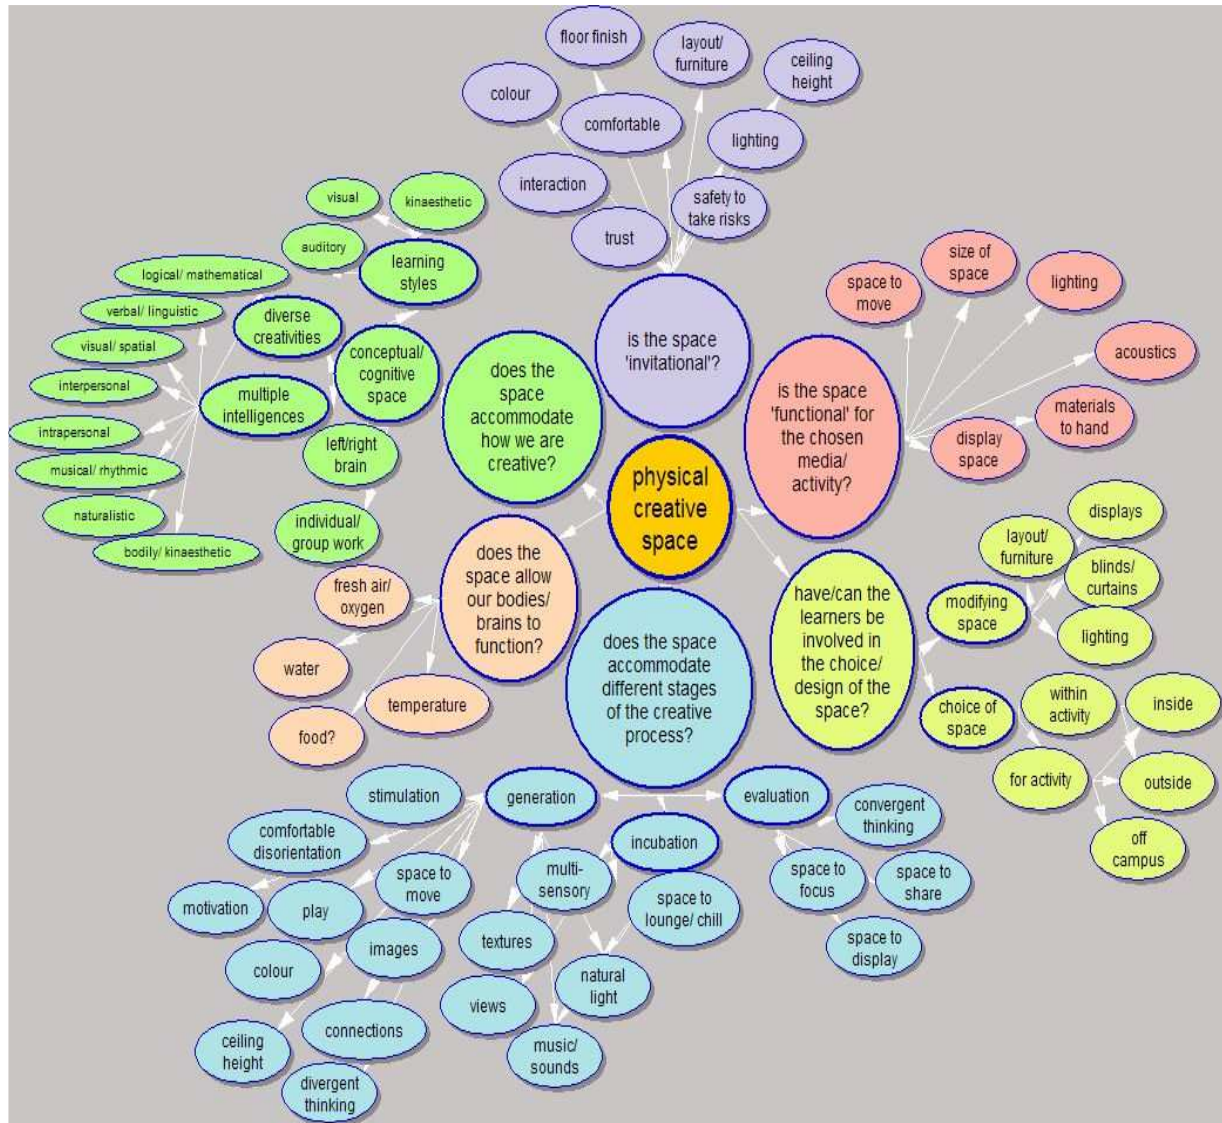 floor finish
layout/
furniture
ceiling
height
colour
comfortable
lighting
interaction
safety to
take risks
trust
is the space
'invitational'?
visual
kinaesthetic
auditory
learning
styles
logical/ mathematical
verbal/ linguistic
diverse
creativities
visual/ spatial
conceptual/
cognitive
space
interpersonal
multiple
intelligences
intrapersonal
left/right
brain
musical/ rhythmic
naturalistic
individual/
group work
bodily/ kinaesthetic
does the
space
accommodate
how we are
creative?
physical
creative
space
size of
space
space to
move
lighting
acoustics
is the space
'functional' for
the chosen
media/
activity?
materials
to hand
display
space
does the
space allow
our bodies/
brains to
function?
fresh air/
oxygen
water
temperature
food?
have/can the
learners be
involved in
the choice/
design of the
space?
displays
layout/
furniture
blinds/
curtains
modifying
space
lighting
choice of
space
within
activity
inside
for activity
outside
off
campus
does the space
accommodate
different stages
of the creative
process?
stimulation
generation
evaluation
convergent
thinking
comfortable
disorientation
incubation
space to
move
multi-
sensory
space to
focus
space to
share
motivation
play
space to
lounge/ chill
images
textures
space to
display
colour
natural
light
views
connections
ceiling
height
music/
sounds
divergent
thinking